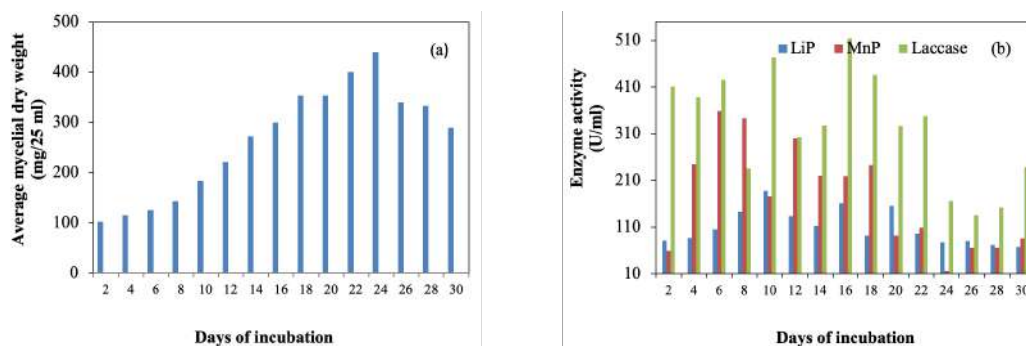 500
400
300
200
100
0
Average mycelial dry weight
(mg/25 ml)
(a)
2 4 6 8 10 12 14 16 18 20 22 24 26 28 30
Days of incubation
510
410
310
210
110
10
Enzyme activity
(U/ml)
LiP MnP Laccase (b)
2 4 6 8 10 12 14 16 18 20 22 24 26 28 30
Days of incubation